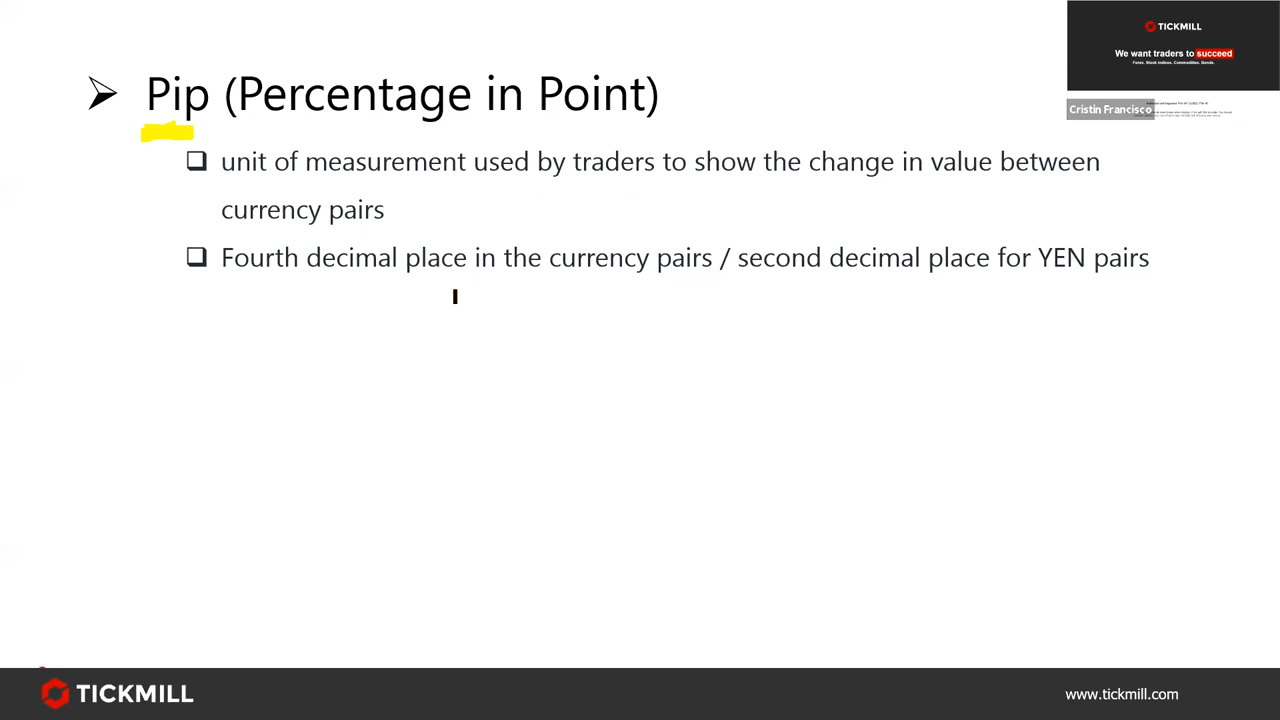 TICKMILL
We want traders to succeed
Forex. Stock Indices. Commodities. Bonds.
Cristin Francisco
Pip (Percentage in Point)
unit of measurement used by traders to show the change in value between
currency pairs
Fourth decimal place in the currency pairs / second decimal place for YEN pairs
TICKMILL
www.tickmill.com